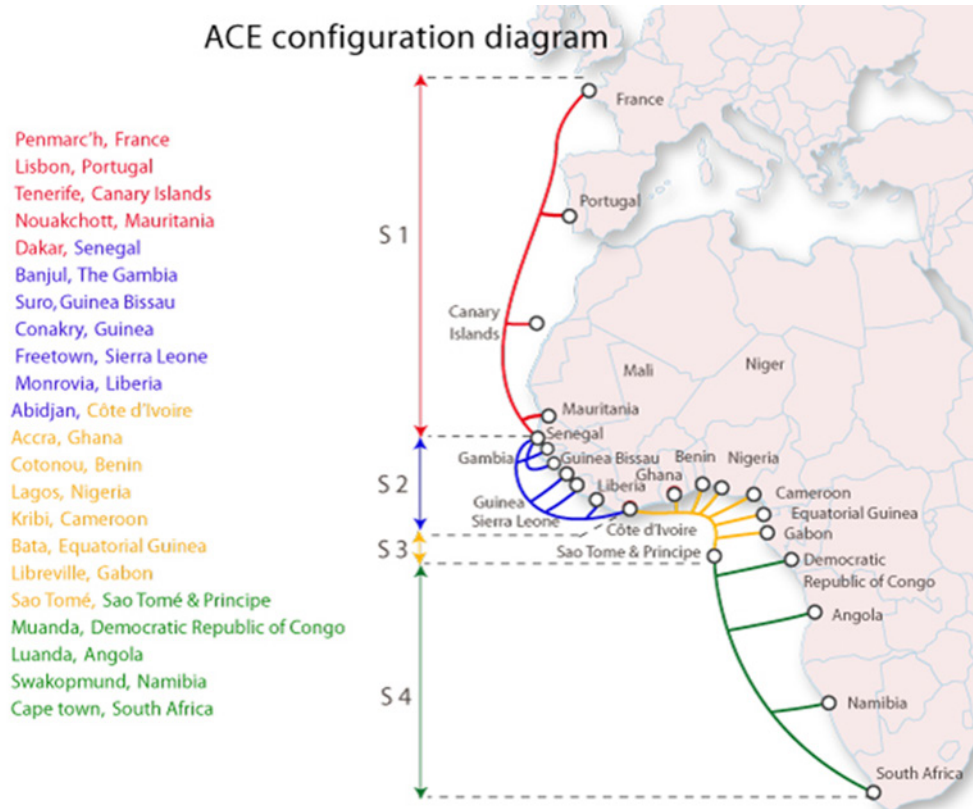 ACE configuration diagram
Penmarc'h, France
Lisbon, Portugal
Tenerife, Canary Islands
Nouakchott, Mauritania
Dakar, Senegal
Banjul, The Gambia
Suro, Guinea Bissau
Conakry, Guinea
Freetown, Sierra Leone
Monrovia, Liberia
Abidjan, Côte d'Ivoire
Accra, Ghana
Cotonou, Benin
Lagos, Nigeria
Kribi, Cameroon
Bata, Equatorial Guinea
Libreville, Gabon
Sao Tomé, Sao Tomé & Principe
Muanda, Democratic Republic of Congo
Luanda, Angola
Swakopmund, Namibia
Cape town, South Africa
S 1
S 2
S 3
S 4
France
Portugal
Canary
Islands
Mali
Niger
Mauritania
Senegal
Gambia
Guinea Bissau
Guinea
Sierra Leone
Liberia
Côte d'Ivoire
Ghana
Benin
Nigeria
Cameroon
Equatorial Guinea
Gabon
Sao Tome & Principe
Democratic
Republic of Congo
Angola
Namibia
South Africa